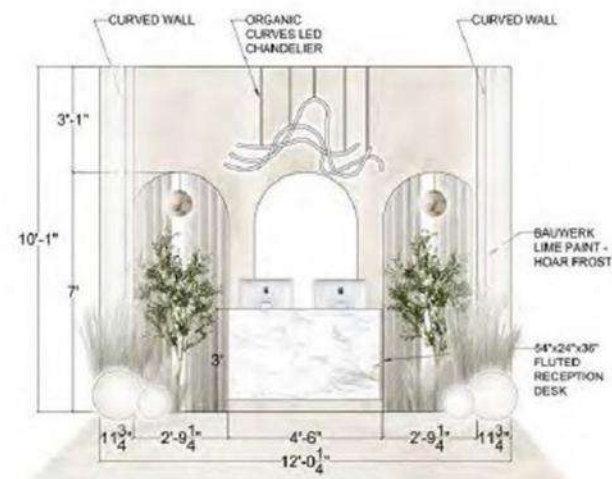 CURVED WALL
ORGANIC
CURVES LED
CHANDELIER
CURVED WALL
3'-1"
10'-1"
7'
3'
BAUWERK
LIME PAINT -
HOAR FROST
54"x24"x36"
FLUTED
RECEPTION
DESK
11 3/4"
2'-9 1/4"
4'-6"
2'-9 1/4"
11 3/4"
12'-0 1/4"